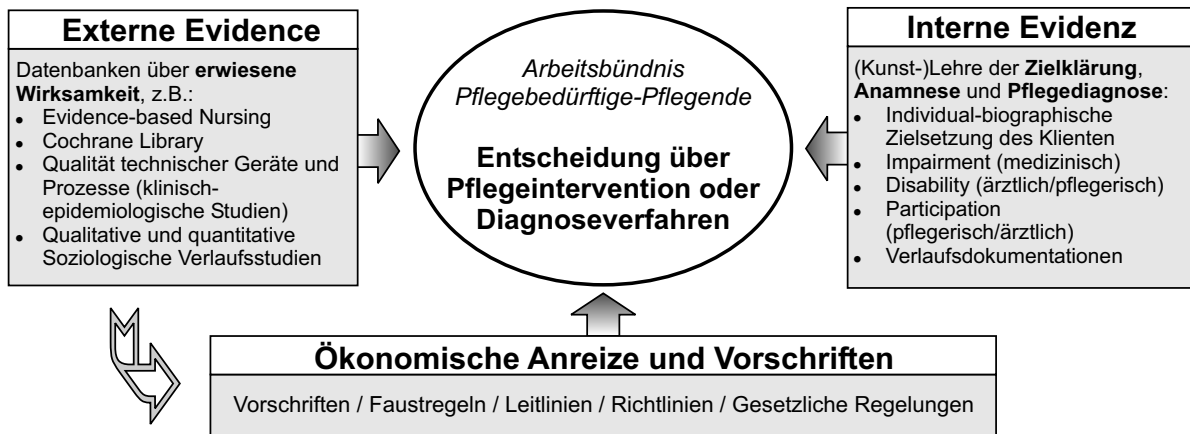 Externe Evidence
Datenbanken über erwiesene
Wirksamkeit, z.B.:
• Evidence-based Nursing
• Cochrane Library
• Qualität technischer Geräte und
Prozesse (klinisch-
epidemiologische Studien)
• Qualitative und quantitative
Soziologische Verlaufsstudien
Arbeitsbündnis
Pflegebedürftige-Pflegende
Entscheidung über
Pflegeintervention oder
Diagnoseverfahren
Interne Evidenz
(Kunst-)Lehre der Zielklärung,
Anamnese und Pflegediagnose:
• Individual-biographische
Zielsetzung des Klienten
• Impairment (medizinisch)
• Disability (ärztlich/pflegerisch)
• Participation
(pflegerisch/ärztlich)
• Verlaufsdokumentationen
Ökonomische Anreize und Vorschriften
Vorschriften / Faustregeln / Leitlinien / Richtlinien / Gesetzliche Regelungen